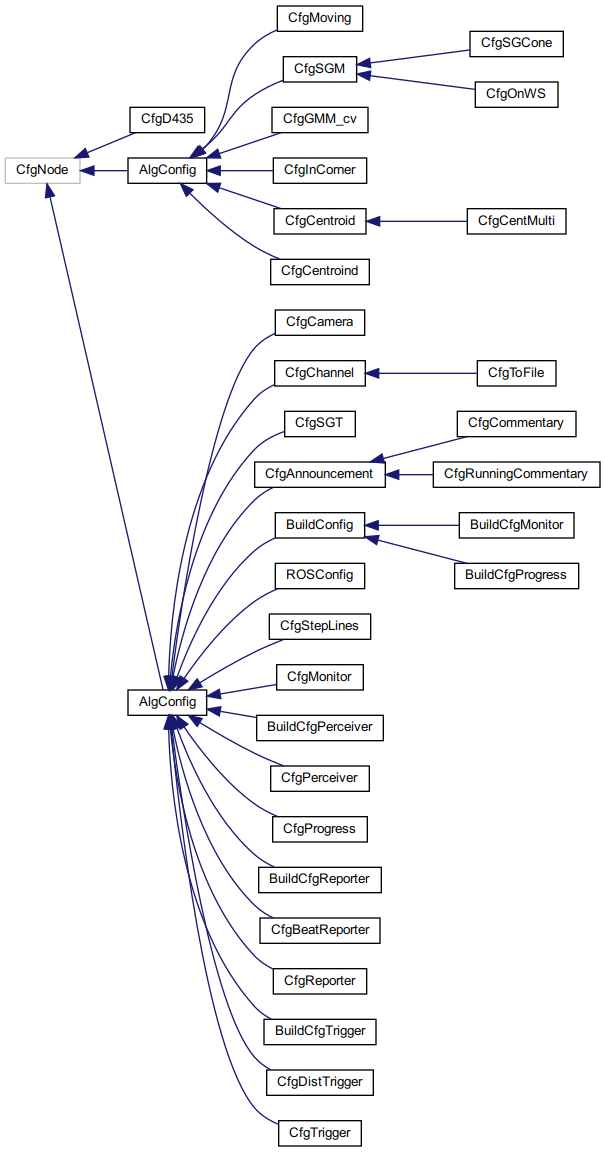 CfgMoving
CfgSGCone
CfgSGM
CfgOnWS
CfgD435
CfgGMM_cv
CfgNode
AlgConfig
CfgInCorner
CfgCentroid
CfgCentMulti
CfgCentroind
CfgCamera
CfgChannel
CfgToFile
CfgSGT
CfgCommentary
CfgAnnouncement
CfgRunningCommentary
BuildConfig
BuildCfgMonitor
ROSConfig
BuildCfgProgress
CfgStepLines
CfgMonitor
AlgConfig
BuildCfgPerceiver
CfgPerceiver
CfgProgress
BuildCfgReporter
CfgBeatReporter
CfgReporter
BuildCfgTrigger
CfgDistTrigger
CfgTrigger